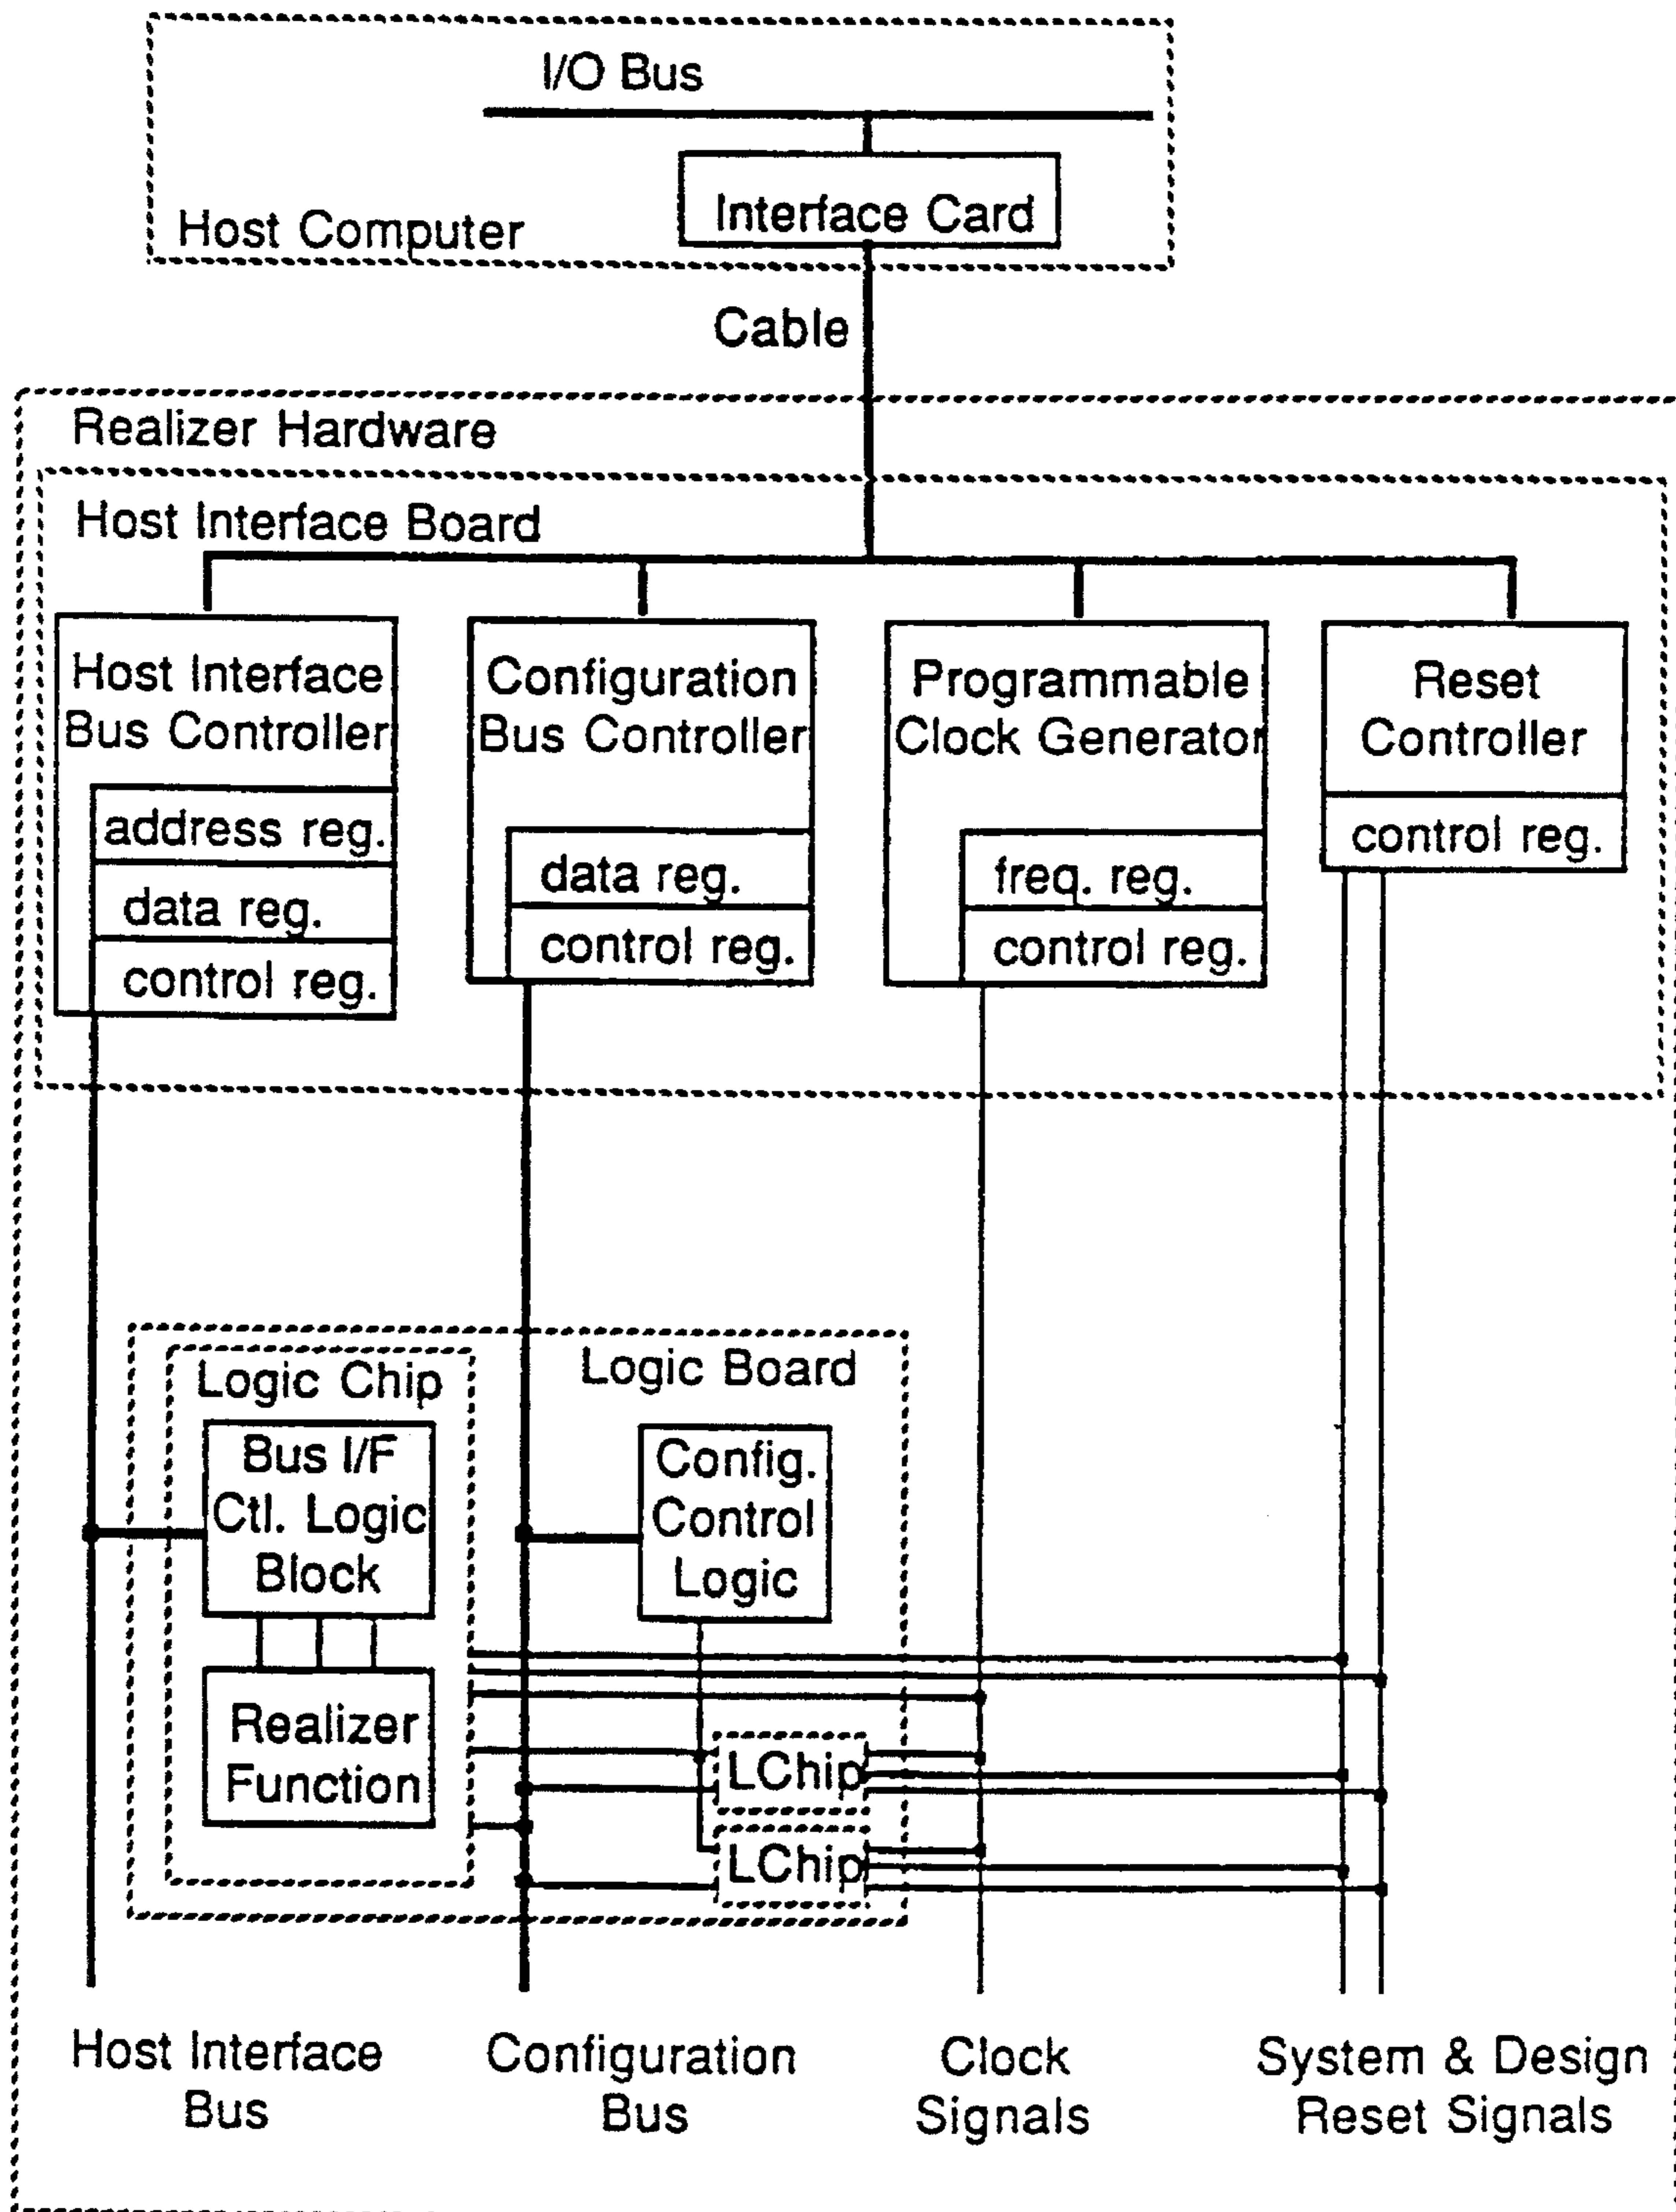 I/O Bus
Interface Card
Host Computer
Cable
Realizer Hardware
Host Interface Board
Host Interface
Bus Controller
address reg.
data reg.
control reg.
Configuration
Bus Controller
data reg.
control reg.
Programmable
Clock Generator
freq. reg.
control reg.
Reset
Controller
control reg.
Logic Board
Logic Chip
Bus I/F
Ctl. Logic
Block
Realizer
Function
Config.
Control
Logic
LChip
LChip
Host Interface
Bus
Configuration
Bus
Clock
Signals
System & Design
Reset Signals